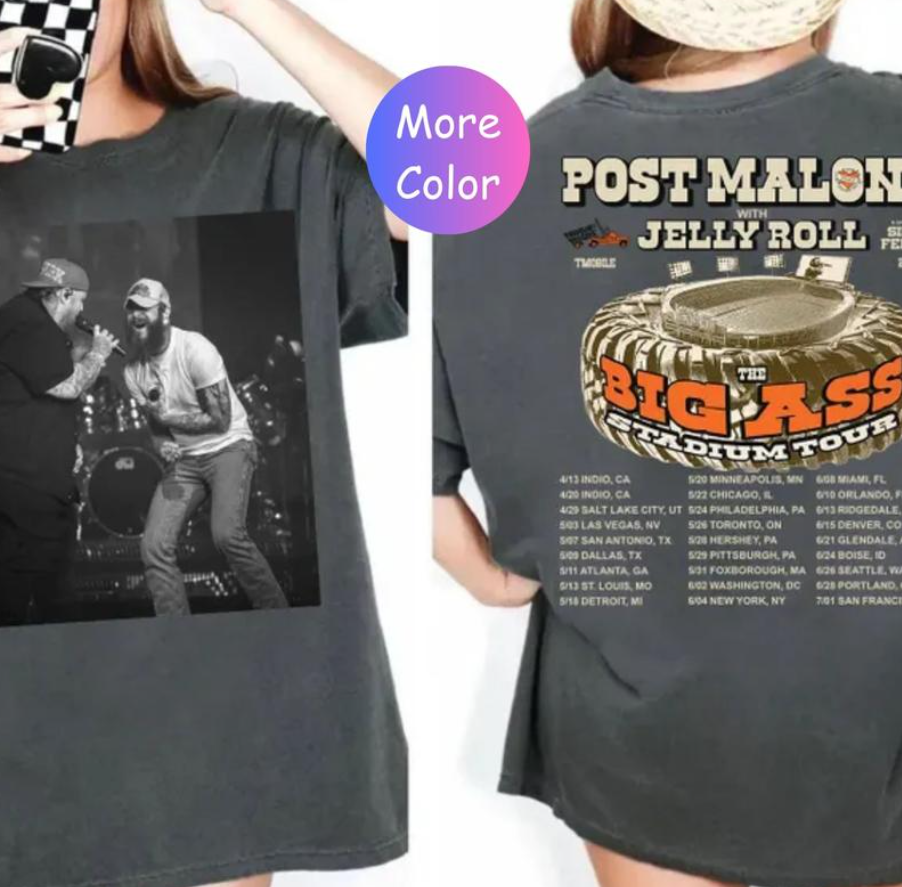 More
Color
POST MALON
WITH
JELLY ROLL
TMOBILE
THE
BIG ASS
STADIUM TOUR
4/13 INDIO, CA
4/20 INDIO, CA
4/29 SALT LAKE CITY, UT
5/03 LAS VEGAS, NV
5/07 SAN ANTONIO, TX
5/09 DALLAS, TX
5/11 ATLANTA, GA
5/13 ST. LOUIS, MO
5/18 DETROIT, MI
5/20 MINNEAPOLIS, MN
5/22 CHICAGO, IL
5/24 PHILADELPHIA, PA
5/26 TORONTO, ON
5/28 HERSHEY, PA
5/29 PITTSBURGH, PA
5/31 FOXBOROUGH, MA
6/02 WASHINGTON, DC
6/04 NEW YORK, NY
6/08 MIAMI, FL
6/10 ORLANDO, F
6/13 RIDGEDALE,
6/15 DENVER, CO
6/21 GLENDALE,
6/24 BOISE, ID
6/26 SEATTLE, WA
6/28 PORTLAND,
7/01 SAN FRANCI